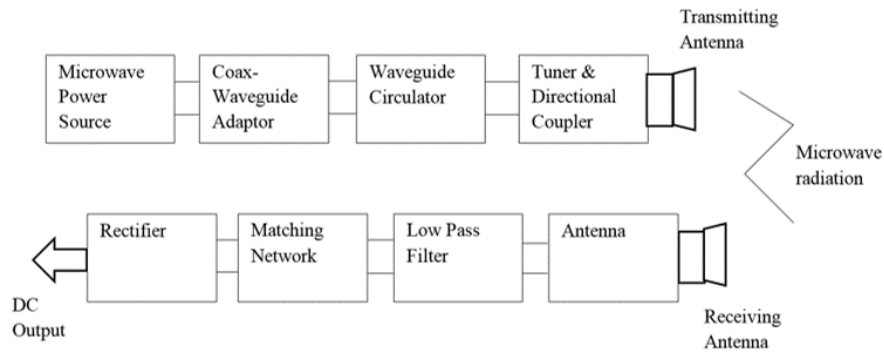 Transmitting
Antenna
Microwave
Power
Source
Coax-
Waveguide
Adaptor
Waveguide
Circulator
Tuner &
Directional
Coupler
Microwave
radiation
Rectifier
Matching
Network
Low Pass
Filter
Antenna
DC
Output
Receiving
Antenna